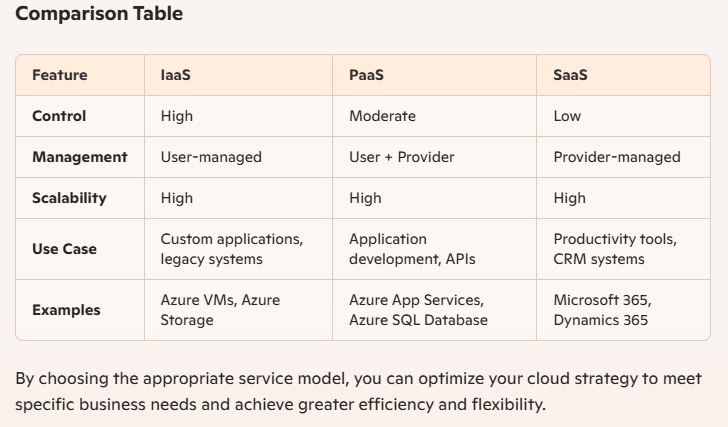 Comparison Table
Feature IaaS PaaS SaaS
Control High Moderate Low
Management User-managed User + Provider Provider-managed
Scalability High High High
Use Case Custom applications, legacy systems Application development, APIs Productivity tools, CRM systems
Examples Azure VMs, Azure Storage Azure App Services, Azure SQL Database Microsoft 365, Dynamics 365
By choosing the appropriate service model, you can optimize your cloud strategy to meet
specific business needs and achieve greater efficiency and flexibility.